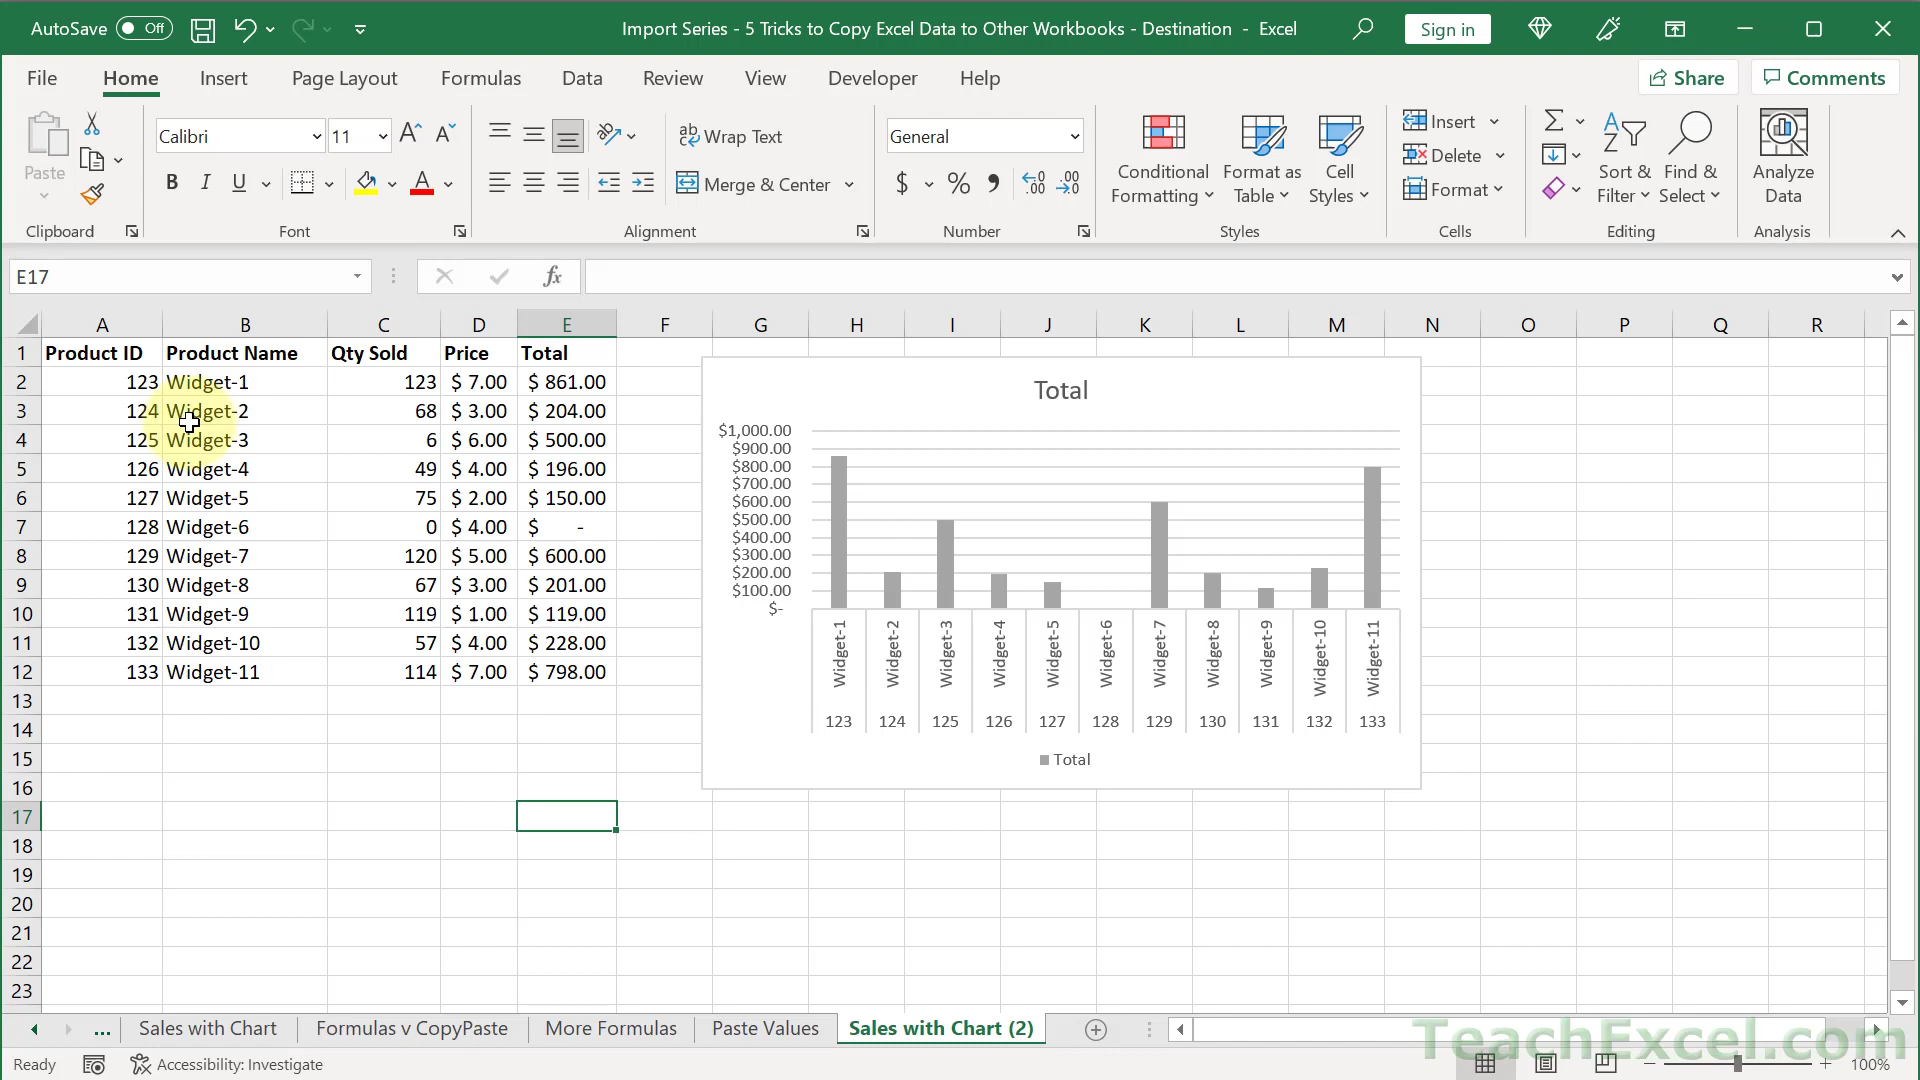 AutoSave Off Import Series - 5 Tricks to Copy Excel Data to Other Workbooks - Destination - Excel Sign in
File Home Insert Page Layout Formulas Data Review View Developer Help Share Comments
Calibri 11 Wrap Text General Insert
Paste Conditional Formatting Format as Table Cell Styles Delete Sort & Filter Find & Select Analyze Data
B I U Merge & Center $ % Format
Clipboard Font Alignment Number Styles Cells Editing Analysis
E17 fx
A B C D E F G H I J K L M N O P Q R
1 Product ID Product Name Qty Sold Price Total
2 123 Widget-1 123 $ 7.00 $ 861.00
3 124 Widget-2 68 $ 3.00 $ 204.00
4 125 Widget-3 6 $ 6.00 $ 500.00
5 126 Widget-4 49 $ 4.00 $ 196.00
6 127 Widget-5 75 $ 2.00 $ 150.00
7 128 Widget-6 0 $ 4.00 $ -
8 129 Widget-7 120 $ 5.00 $ 600.00
9 130 Widget-8 67 $ 3.00 $ 201.00
10 131 Widget-9 119 $ 1.00 $ 119.00
11 132 Widget-10 57 $ 4.00 $ 228.00
12 133 Widget-11 114 $ 7.00 $ 798.00
13
14
15
16
17
18
19
20
21
22
23
Total
$1,000.00
$900.00
$800.00
$700.00
$600.00
$500.00
$400.00
$300.00
$200.00
$100.00
$-
Widget-1 Widget-2 Widget-3 Widget-4 Widget-5 Widget-6 Widget-7 Widget-8 Widget-9 Widget-10 Widget-11
123 124 125 126 127 128 129 130 131 132 133
Total
... Sales with Chart Formulas v CopyPaste More Formulas Paste Values Sales with Chart (2)
TeachExcel.com
Ready Accessibility: Investigate 100%